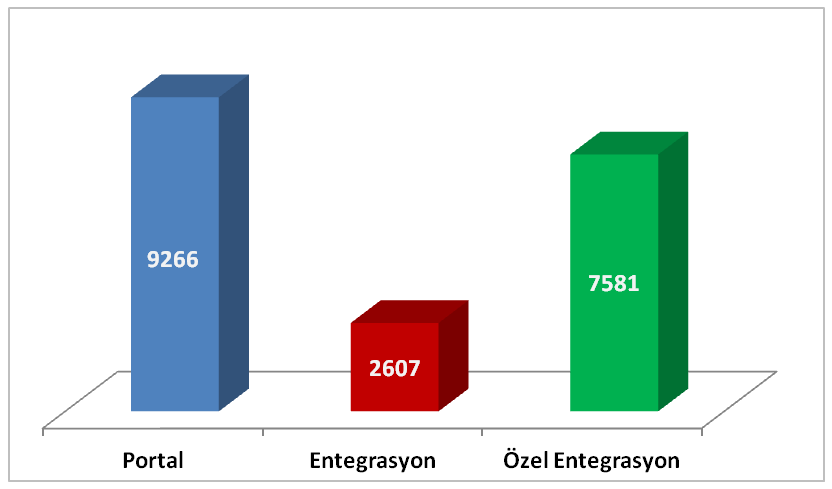 9266
2607
7581
Portal
Entegrasyon
Özel Entegrasyon